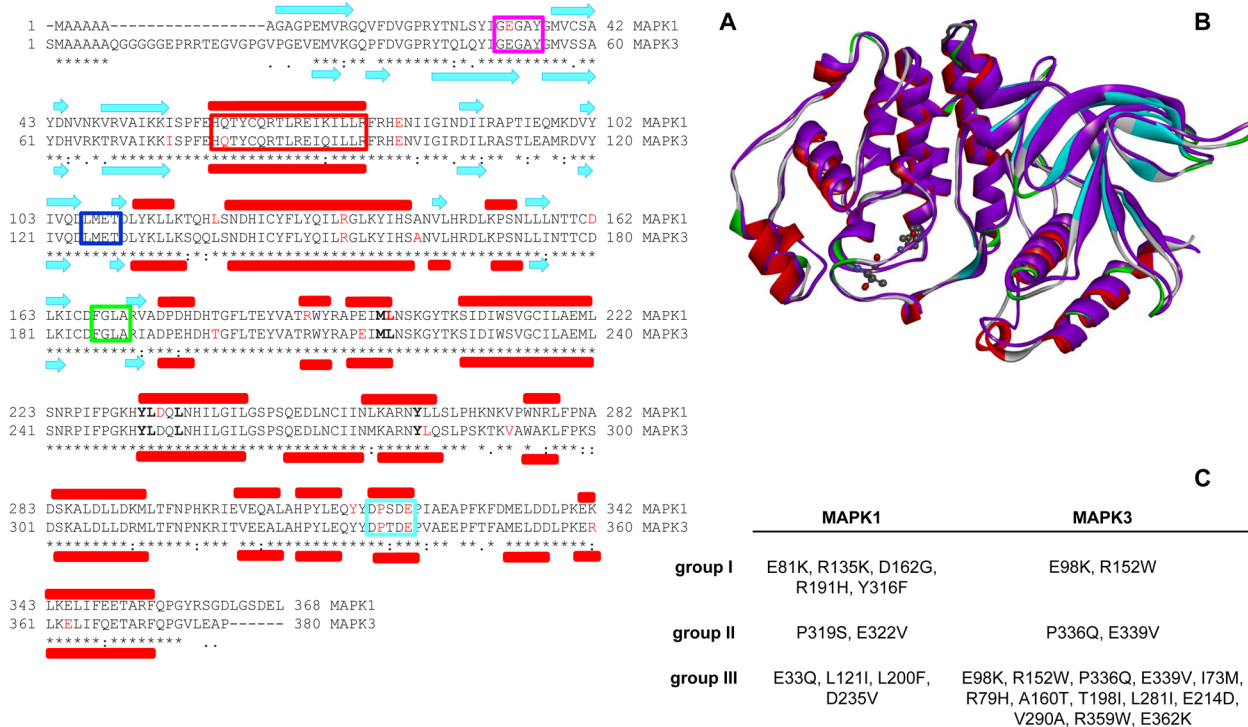 1 -MAAAAA-----------------AGAGPEMVRGQVFDVGPRYTNLSYIGEGAYGMVCSA 42 MAPK1
1 SMAAAAAQGGGGGEPRRTEGVGPGVPGEVEMVKGQPFDVGPRYTQLQYIGEGAYGMVSSA 60 MAPK3
****** . . ***:** ********:*.**********.**
43 YDNVNKVRVAIKKISPFEHQTYCQRTLREIKILLRFRHENIIGINDIIRAPTIEQMKDVY 102 MAPK1
61 YDHVRKTRVAIKKISPFEHQTYCQRTLREIQILLRFRHENVIGIRDILRASTLEAMRDVY 120 MAPK3
**:*.*.***********************:*********:***.**:**.*:* *:***
103 IVQDLMETDLYKLLKTQHLSNDHICYFLYQILRGLKYIHSANVLHRDLKPSNLLLNTTCD 162 MAPK1
121 IVQDLMETDLYKLLKSQQLSNDHICYFLYQILRGLKYIHSANVLHRDLKPSNLLINTTCD 180 MAPK3
***************:*:************************************:*****
163 LKICDFGLARVADPDHDHTGFLTEYVATRWYRAPEIMLNSKGYTKSIDIWSVGCILAEML 222 MAPK1
181 LKICDFGLARIADPEHDHTGFLTEYVATRWYRAPEIMLNSKGYTKSIDIWSVGCILAEML 240 MAPK3
**********:***:*********************************************
223 SNRPIFPGKHYLDQLNHILGILGSPSQEDLNCIINLKARNYLLSLPHKNKVPWNRLFPNA 282 MAPK1
241 SNRPIFPGKHYLDQLNHILGILGSPSQEDLNCIINMKARNYLQSLPSKTKVAWAKLFPKS 300 MAPK3
***********************************:****** *** *.**.* :***::
283 DSKALDLLDKMLTFNPHKRIEVEQALAHPYLEQYYDPSDEPIAEAPFKFDMELDDLPKEK 342 MAPK1
301 DSKALDLLDRMLTFNPNKRITVEEALAHPYLEQYYDPTDEPVAEEPFTFAMELDDLPKER 360 MAPK3
*********:******:*** **:*************:***:** **.* *********:
343 LKELIFEETARFQPGYRSGDLGSDEL 368 MAPK1
361 LKELIFQETARFQPGVLEAP------ 380 MAPK3
******:******** ..
A
B
C
MAPK1 MAPK3
group I E81K, R135K, D162G, E98K, R152W
R191H, Y316F
group II P319S, E322V P336Q, E339V
group III E33Q, L121I, L200F, E98K, R152W, P336Q, E339V, I73M,
D235V R79H, A160T, T198I, L281I, E214D,
V290A, R359W, E362K